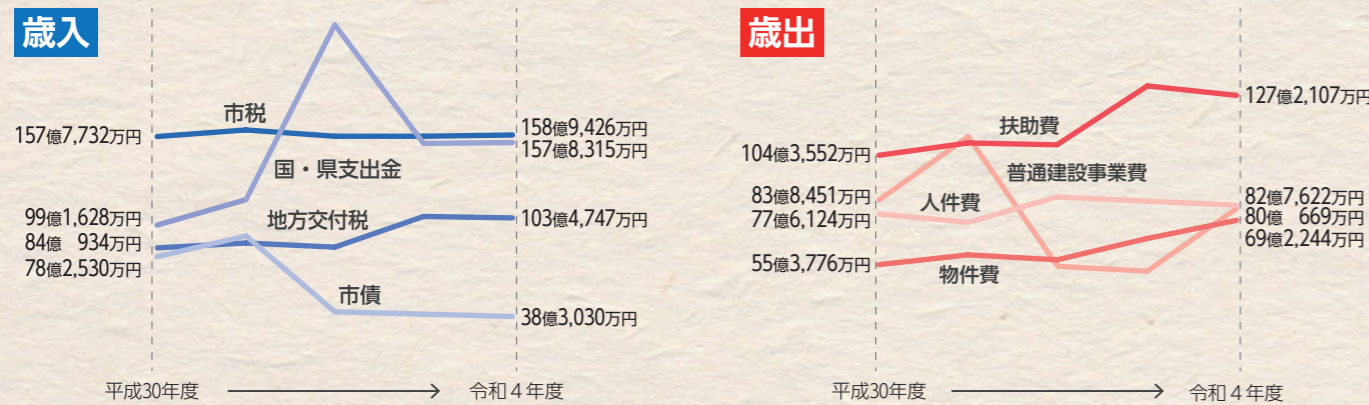 歳入
市税
157億7,732万円
158億9,426万円
157億8,315万円
国・県支出金
99億1,628万円
地方交付税
103億4,747万円
84億 934万円
78億2,530万円
市債
38億3,030万円
平成30年度
令和4年度
歳出
127億2,107万円
扶助費
104億3,552万円
普通建設事業費
83億8,451万円
人件費
82億7,622万円
77億6,124万円
80億 669万円
69億2,244万円
55億3,776万円
物件費
平成30年度
令和4年度